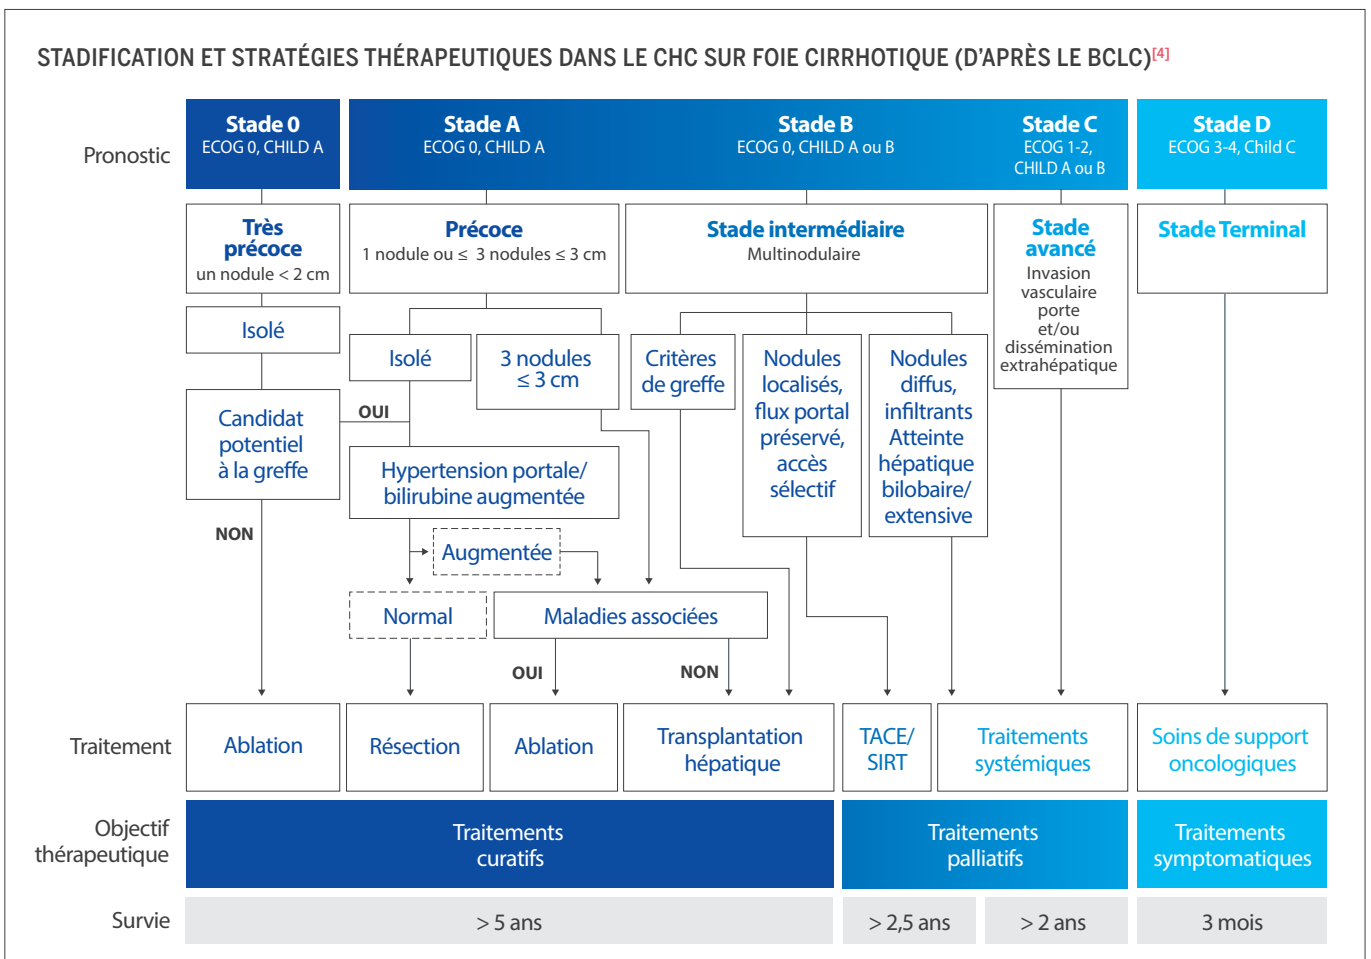 STADIFICATION ET STRATÉGIES THÉRAPEUTIQUES DANS LE CHC SUR FOIE CIRRHOTIQUE (D'APRÈS LE BCLC)[4]
Pronostic
Stade 0
ECOG 0, CHILD A
Stade A
ECOG 0, CHILD A
Stade B
ECOG 0, CHILD A ou B
Stade C
ECOG 1-2,
CHILD A ou B
Stade D
ECOG 3-4, Child C
Très
précoce
un nodule < 2 cm
Précoce
1 nodule ou ≤ 3 nodules ≤ 3 cm
Stade intermédiaire
Multinodulaire
Stade
avancé
Invasion
vasculaire
porte
et/ou
dissémination
extrahépatique
Stade Terminal
Isolé
Isolé
3 nodules
≤ 3 cm
Critères
de greffe
Nodules
localisés,
flux portal
préservé,
accès
sélectif
Nodules
diffus,
infiltrants
Atteinte
hépatique
bilobaire/
extensive
Candidat
potentiel
à la greffe
OUI
NON
Hypertension portale/
bilirubine augmentée
Augmentée
Normal
Maladies associées
OUI
NON
Traitement
Ablation
Résection
Ablation
Transplantation
hépatique
TACE/
SIRT
Traitements
systémiques
Soins de support
oncologiques
Objectif
thérapeutique
Traitements
curatifs
Traitements
palliatifs
Traitements
symptomatiques
Survie
> 5 ans
> 2,5 ans
> 2 ans
3 mois